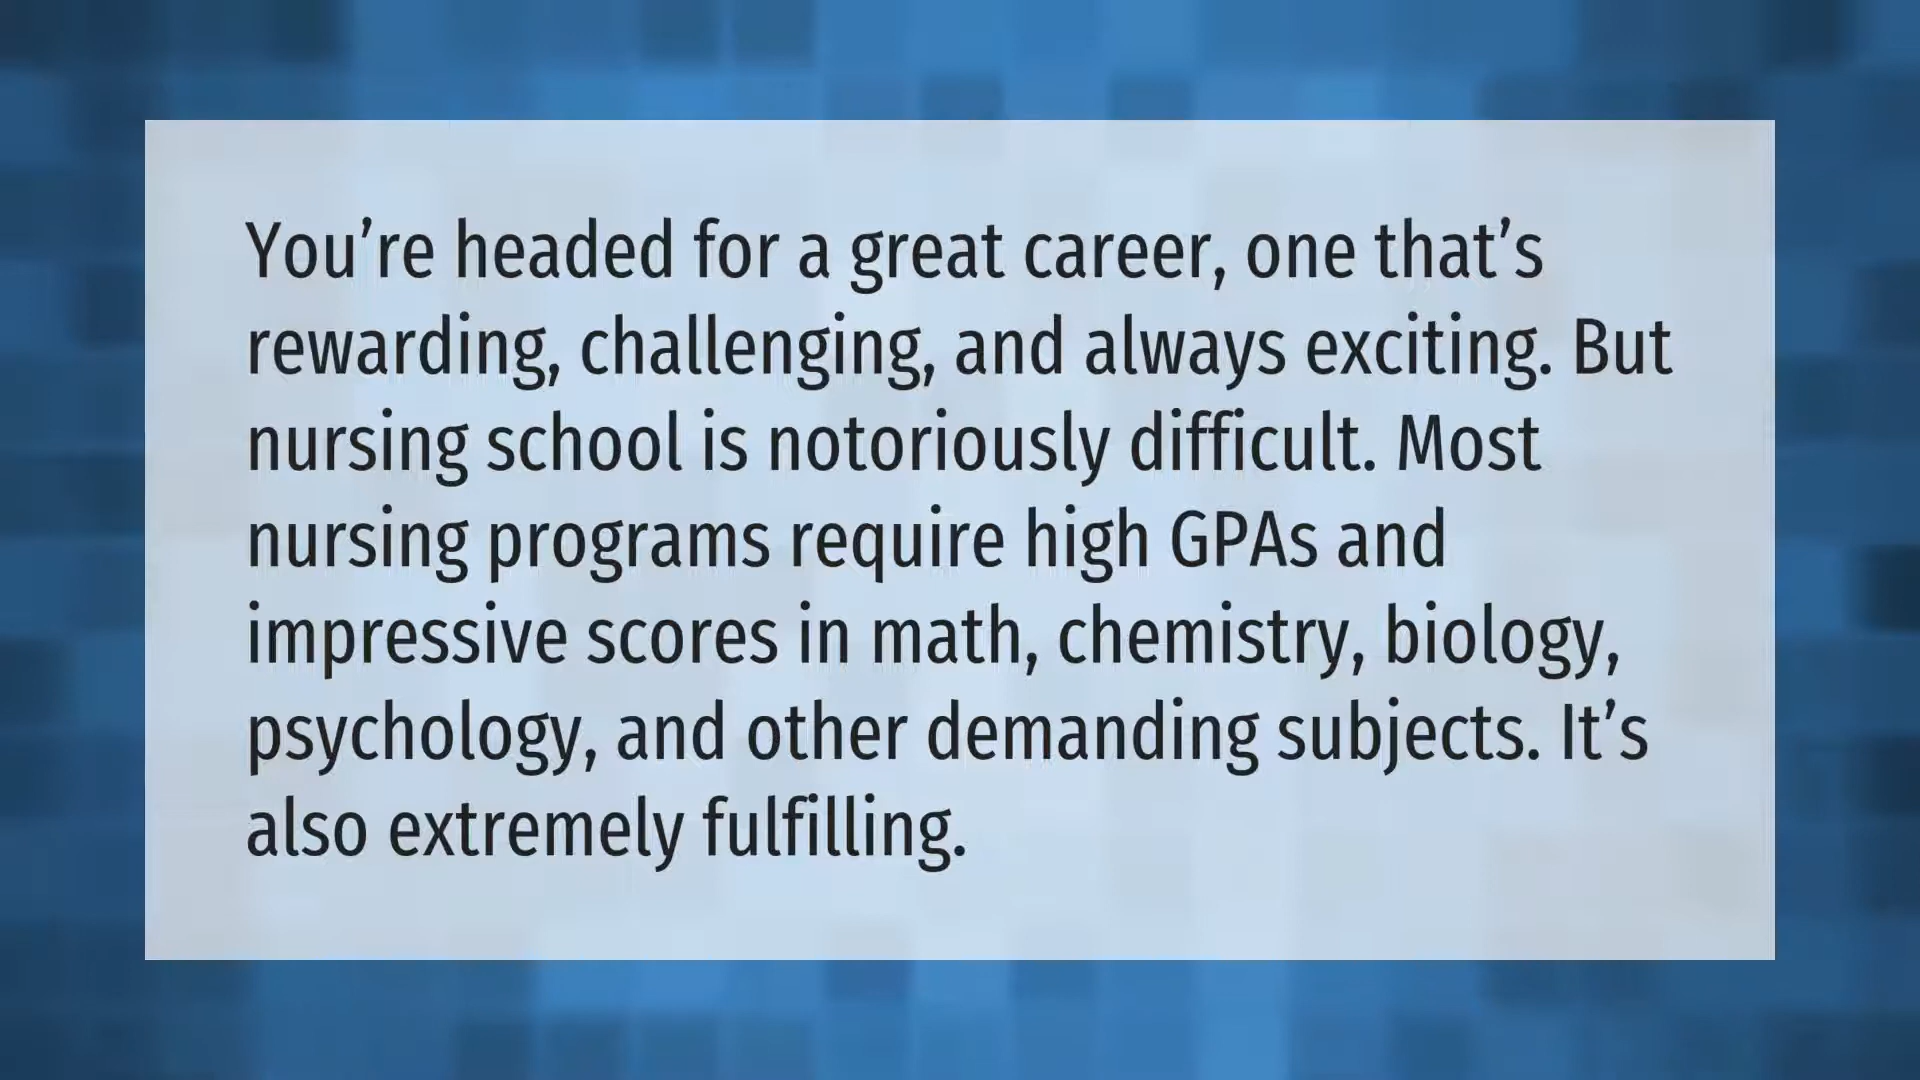 You’re headed for a great career, one that’s
rewarding, challenging, and always exciting. But
nursing school is notoriously difficult. Most
nursing programs require high GPAs and
impressive scores in math, chemistry, biology,
psychology, and other demanding subjects. It’s
also extremely fulfilling.